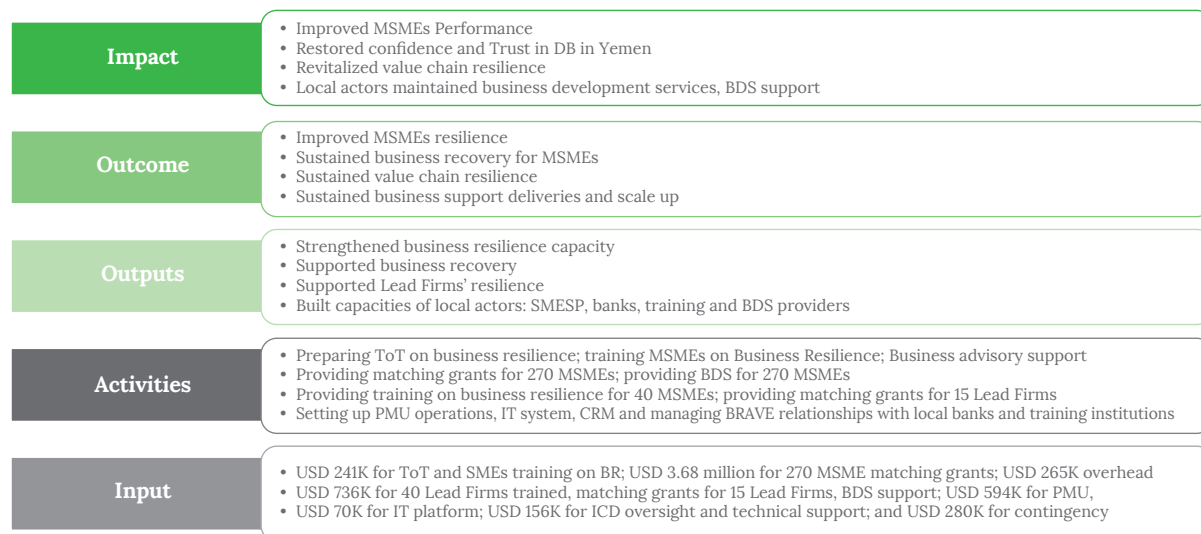 Impact
• Improved MSMEs Performance
• Restored confidence and Trust in DB in Yemen
• Revitalized value chain resilience
• Local actors maintained business development services, BDS support
Outcome
• Improved MSMEs resilience
• Sustained business recovery for MSMEs
• Sustained value chain resilience
• Sustained business support deliveries and scale up
Outputs
• Strengthened business resilience capacity
• Supported business recovery
• Supported Lead Firms’ resilience
• Built capacities of local actors: SMESP, banks, training and BDS providers
Activities
• Preparing ToT on business resilience; training MSMEs on Business Resilience; Business advisory support
• Providing matching grants for 270 MSMEs; providing BDS for 270 MSMEs
• Providing training on business resilience for 40 MSMEs; providing matching grants for 15 Lead Firms
• Setting up PMU operations, IT system, CRM and managing BRAVE relationships with local banks and training institutions
Input
• USD 241K for ToT and SMEs training on BR; USD 3.68 million for 270 MSME matching grants; USD 265K overhead
• USD 736K for 40 Lead Firms trained, matching grants for 15 Lead Firms, BDS support; USD 594K for PMU,
• USD 70K for IT platform; USD 156K for ICD oversight and technical support; and USD 280K for contingency